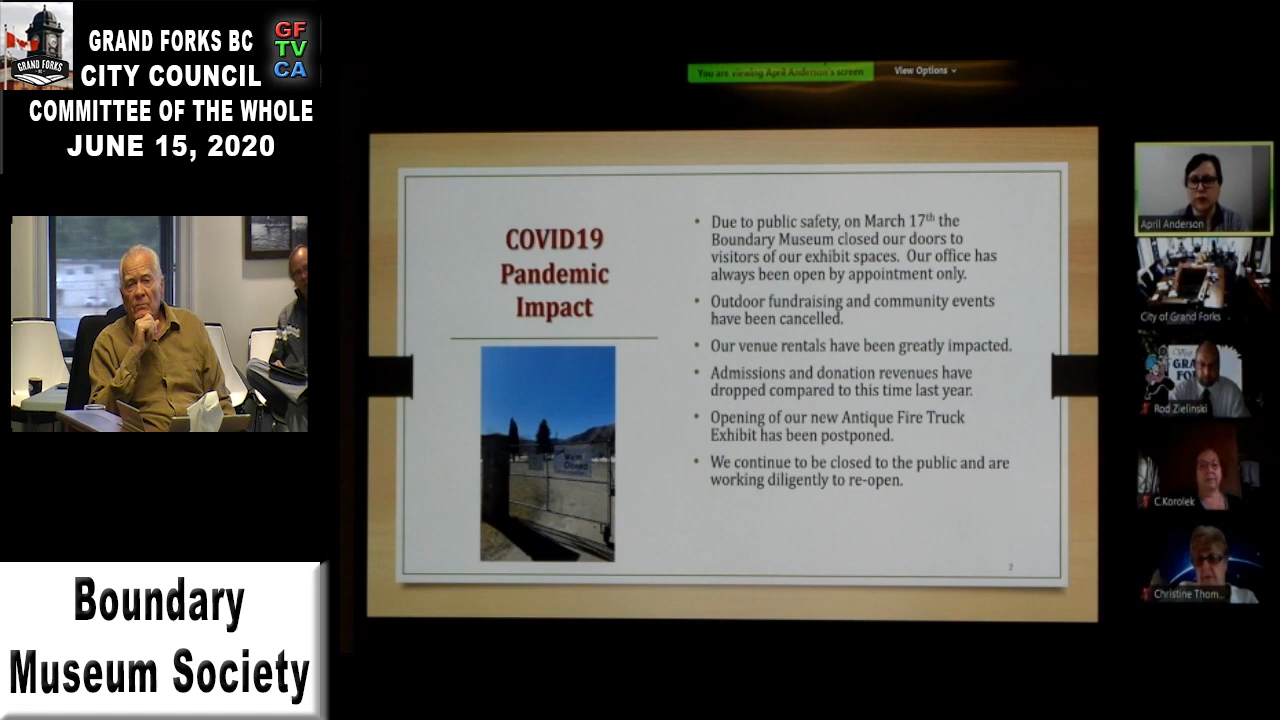 GRAND FORKS BC
CITY COUNCIL
COMMITTEE OF THE WHOLE
JUNE 15, 2020
GF
TV
CA
GRAND FORKS
You are viewing April Anderson's screen
View Options
COVID19
Pandemic
Impact
• Due to public safety, on March 17th the
Boundary Museum closed our doors to
visitors of our exhibit spaces. Our office has
always been open by appointment only.
• Outdoor fundraising and community events
have been cancelled.
• Our venue rentals have been greatly impacted.
• Admissions and donation revenues have
dropped compared to this time last year.
• Opening of our new Antique Fire Truck
Exhibit has been postponed.
• We continue to be closed to the public and are
working diligently to re-open.
We're
Closed
2
April Anderson
City of Grand Forks
Rod Zielinski
C.Korolek
Christine Thom...
Boundary
Museum Society